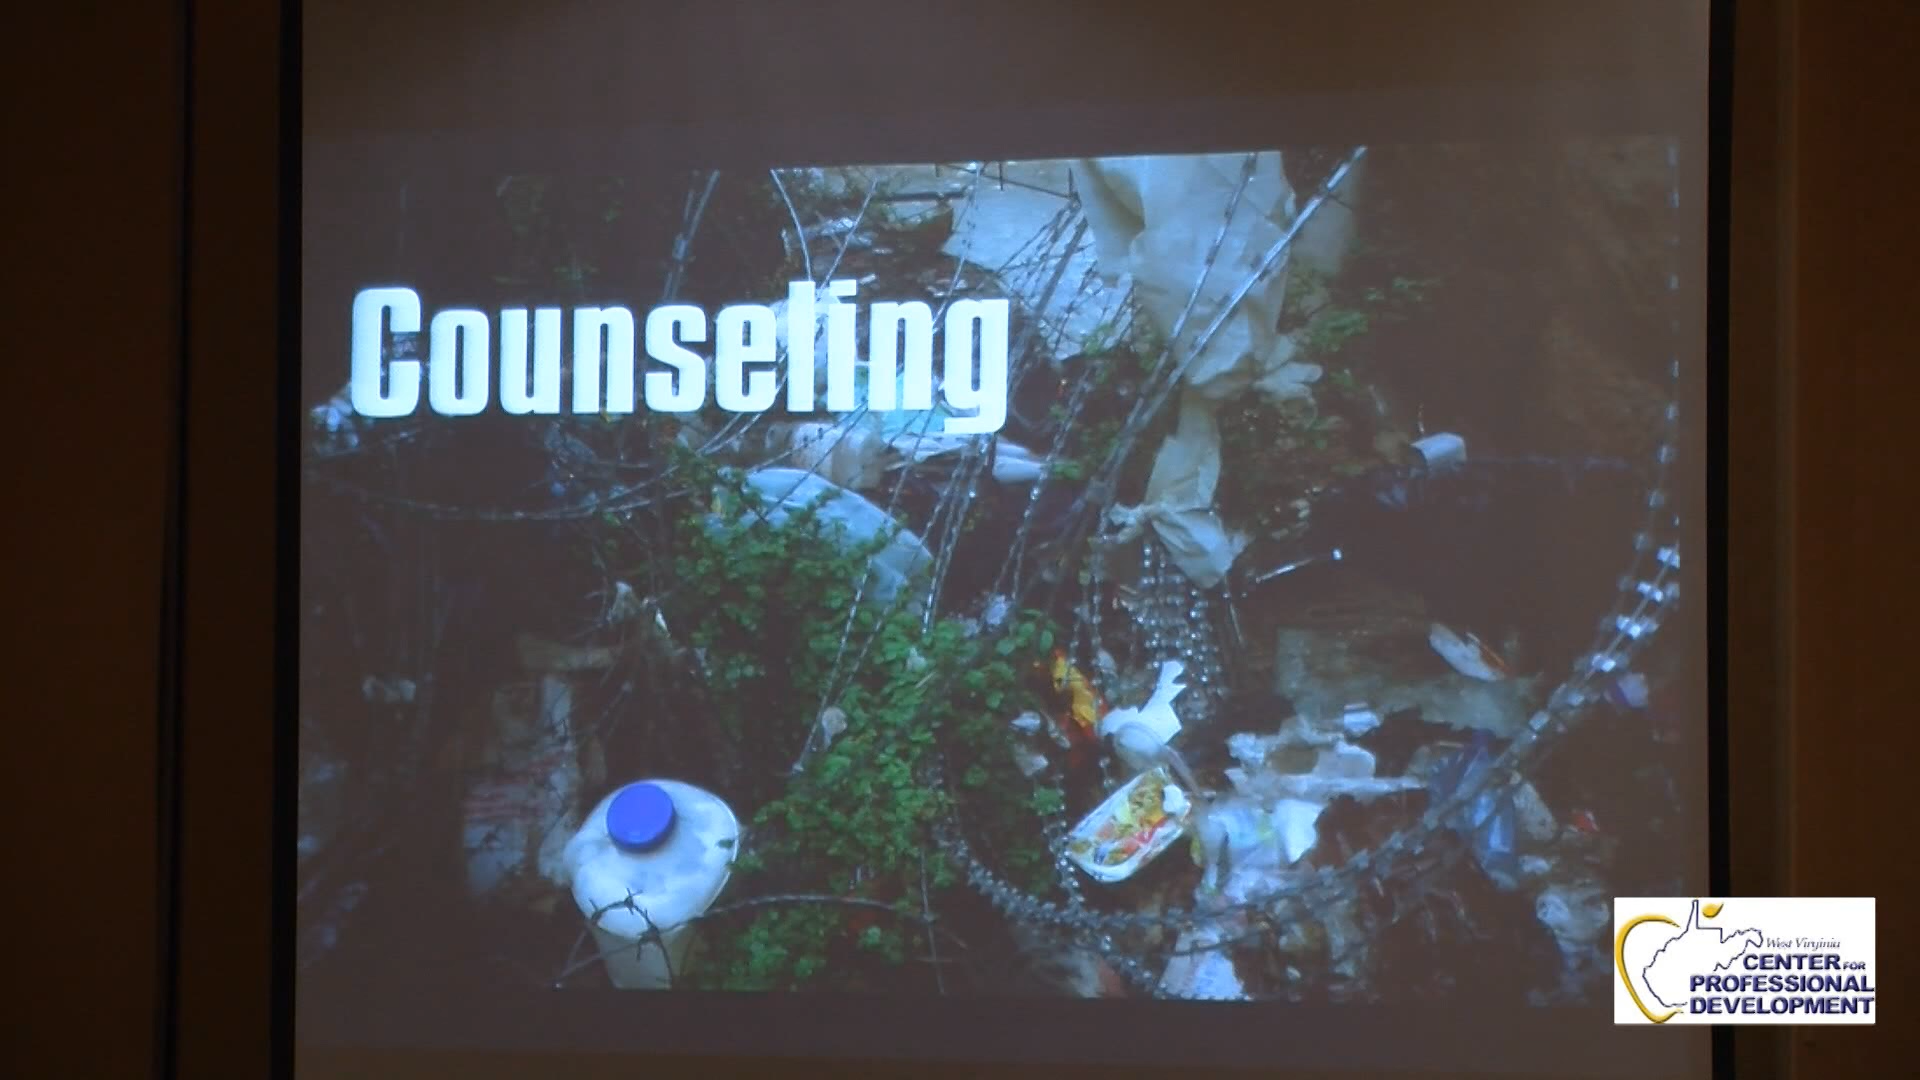 Counseling
West Virginia
CENTER FOR
PROFESSIONAL
DEVELOPMENT